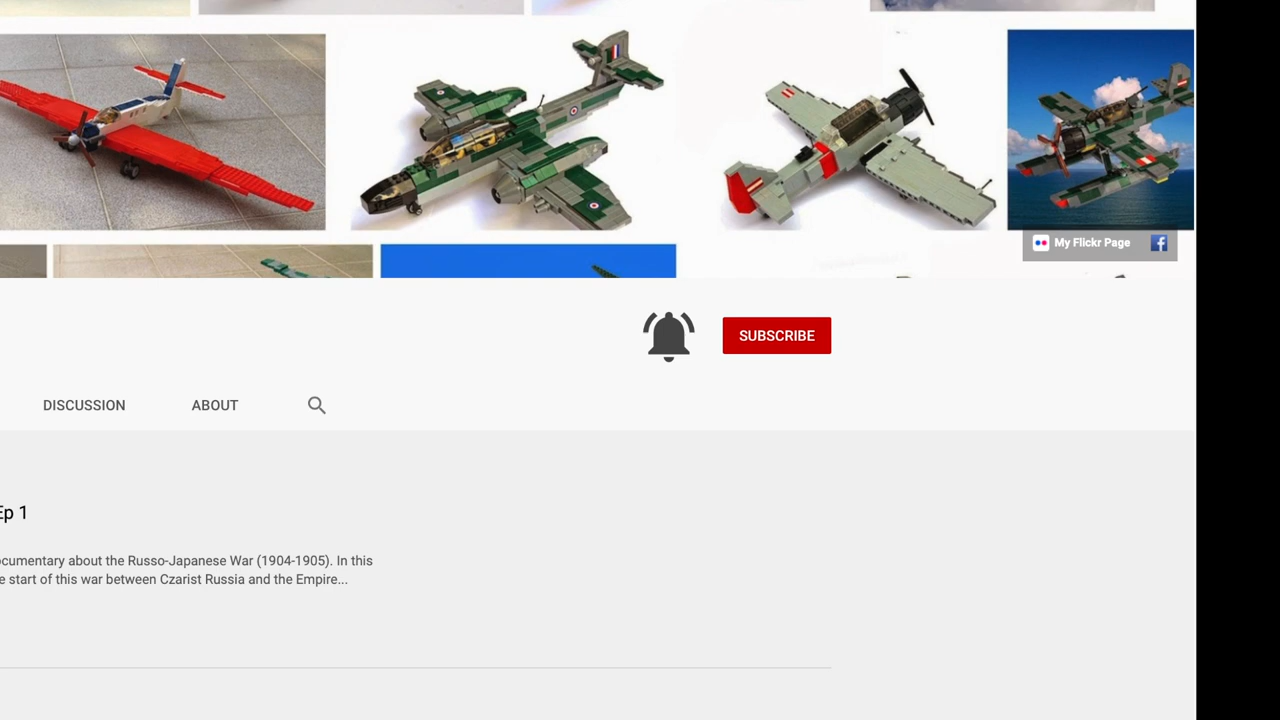 My Flickr Page
SUBSCRIBE
DISCUSSION ABOUT
Ep 1
ocumentary about the Russo-Japanese War (1904-1905). In this
e start of this war between Czarist Russia and the Empire...